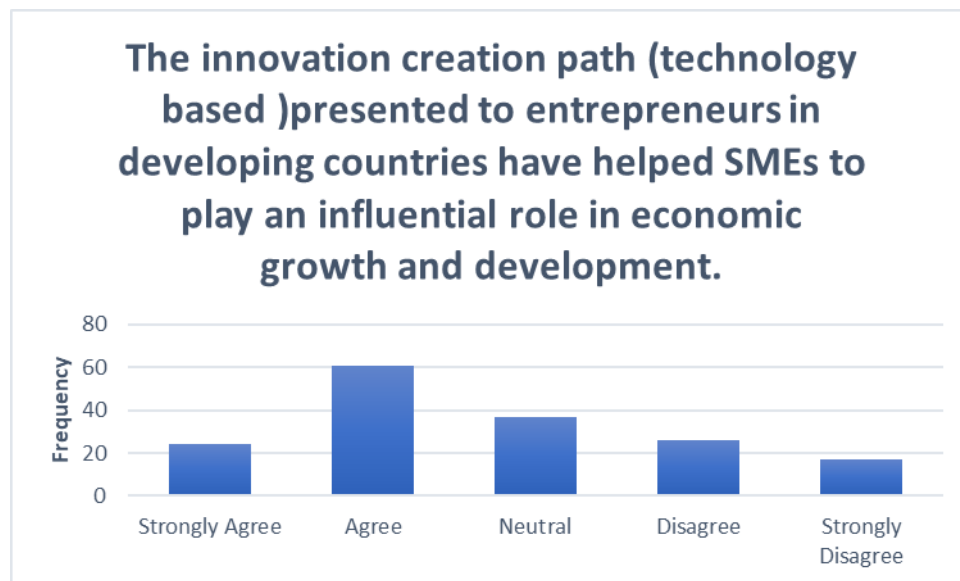 The innovation creation path (technology
based )presented to entrepreneurs in
developing countries have helped SMEs to
play an influential role in economic
growth and development.
80
60
40
20
0
Frequency
Strongly Agree
Agree
Neutral
Disagree
Strongly
Disagree